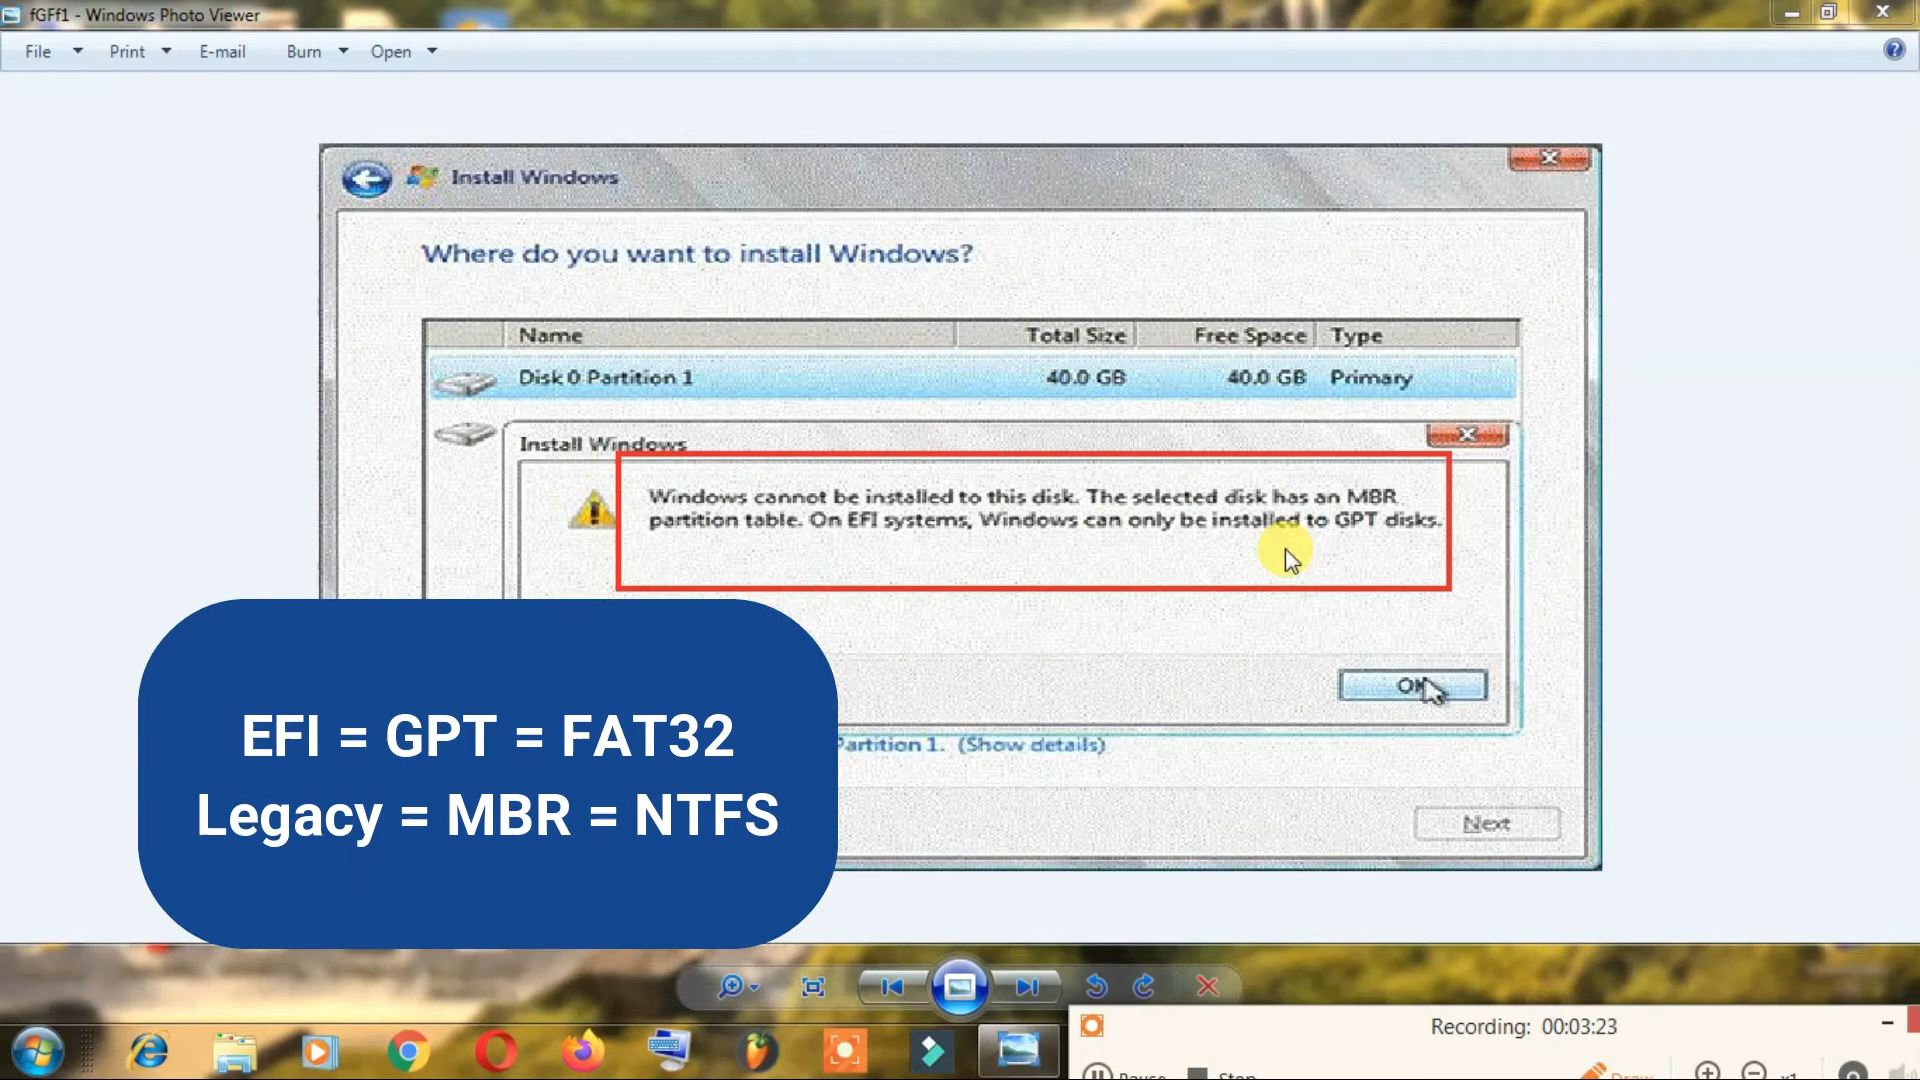 fGFf1 - Windows Photo Viewer
File Print E-mail Burn Open
Install Windows
Where do you want to install Windows?
Name Total Size Free Space Type
Disk 0 Partition 1 40.0 GB 40.0 GB Primary
Install Windows
Windows cannot be installed to this disk. The selected disk has an MBR
partition table. On EFI systems, Windows can only be installed to GPT disks.
OK
Partition 1. (Show details)
Next
EFI = GPT = FAT32
Legacy = MBR = NTFS
Recording: 00:03:23
Pause Stop Draw x1